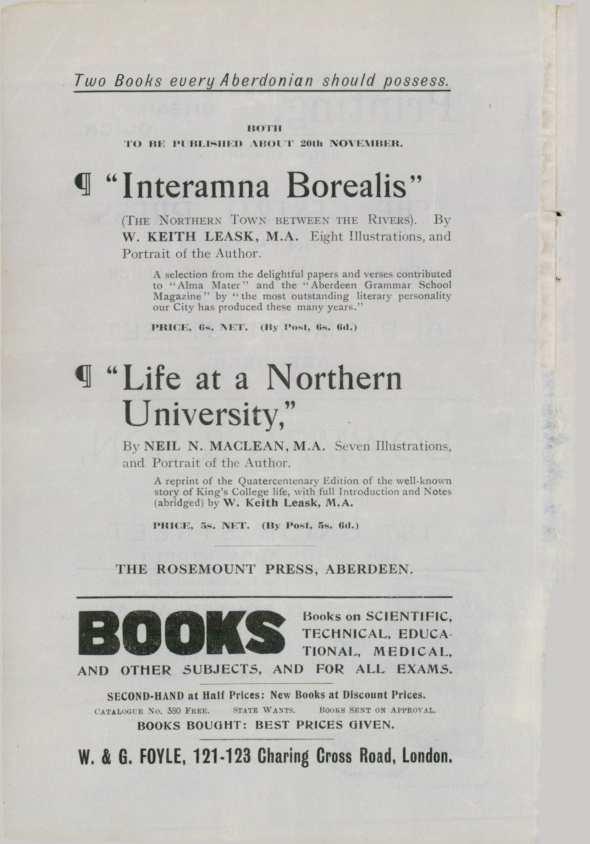 Two Books every Aberdonian should possess.
BOTH
TO BE PUBLISHED ABOUT 20th NOVEMBER.
¶ "Interamna Borealis"
(THE NORTHERN TOWN BETWEEN THE RIVERS). By
W. KEITH LEASK, M.A. Eight Illustrations, and
Portrait of the Author.
A selection from the delightful papers and verses contributed
to "Alma Mater" and the "Aberdeen Grammar School
Magazine" by "the most outstanding literary personality
our City has produced these many years."
PRICE, 6s. NET. (By Post, 6s. 6d.)
¶ "Life at a Northern
University,"
By NEIL N. MACLEAN, M.A. Seven Illustrations,
and Portrait of the Author.
A reprint of the Quatercentenary Edition of the well-known
story of King's College life, with full Introduction and Notes
(abridged) by W. Keith Leask, M.A.
PRICE, 5s. NET. (By Post, 5s. 6d.)
THE ROSEMOUNT PRESS, ABERDEEN.
BOOKS Books on SCIENTIFIC,
TECHNICAL, EDUCA-
TIONAL, MEDICAL,
AND OTHER SUBJECTS, AND FOR ALL EXAMS.
SECOND-HAND at Half Prices: New Books at Discount Prices.
CATALOGUE No. 530 FREE. STATE WANTS. BOOKS SENT ON APPROVAL.
BOOKS BOUGHT: BEST PRICES GIVEN.
W. & G. FOYLE, 121-123 Charing Cross Road, London.